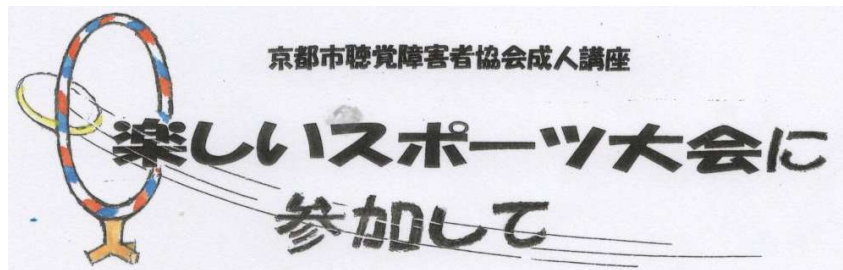 京都市聴覚障害者協会成人講座
楽しいスポーツ大会に
参加して